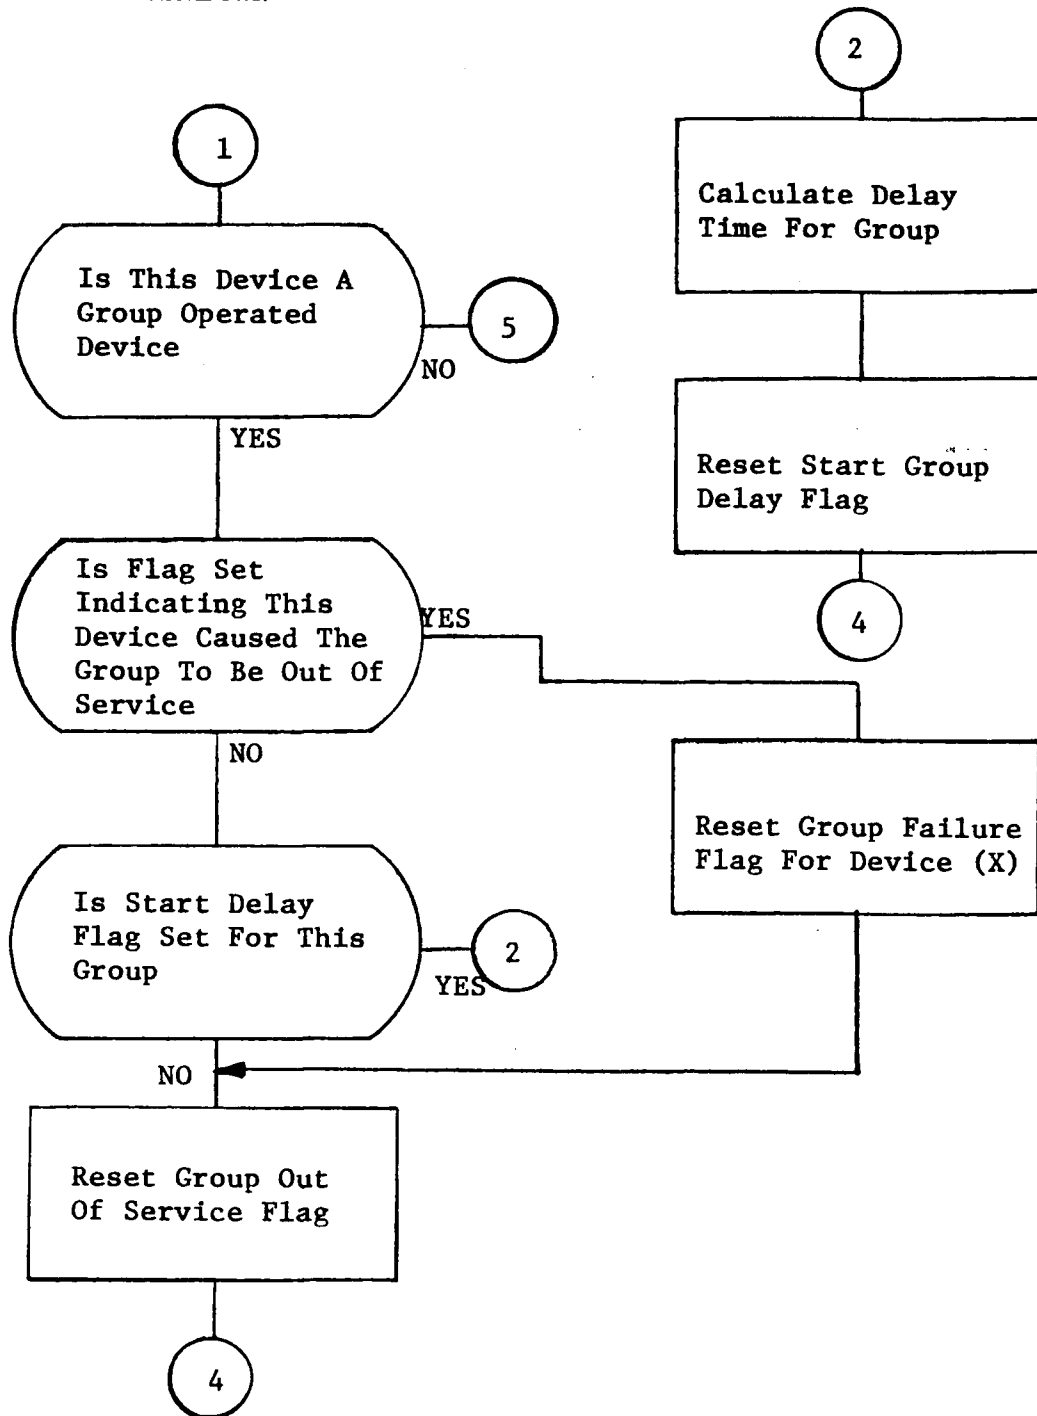 1
Is This Device A
Group Operated
Device
NO
5
YES
Is Flag Set
Indicating This
Device Caused The
Group To Be Out Of
Service
YES
NO
Is Start Delay
Flag Set For This
Group
YES
2
NO
Reset Group Out
Of Service Flag
4
2
Calculate Delay
Time For Group
Reset Start Group
Delay Flag
4
Reset Group Failure
Flag For Device (X)